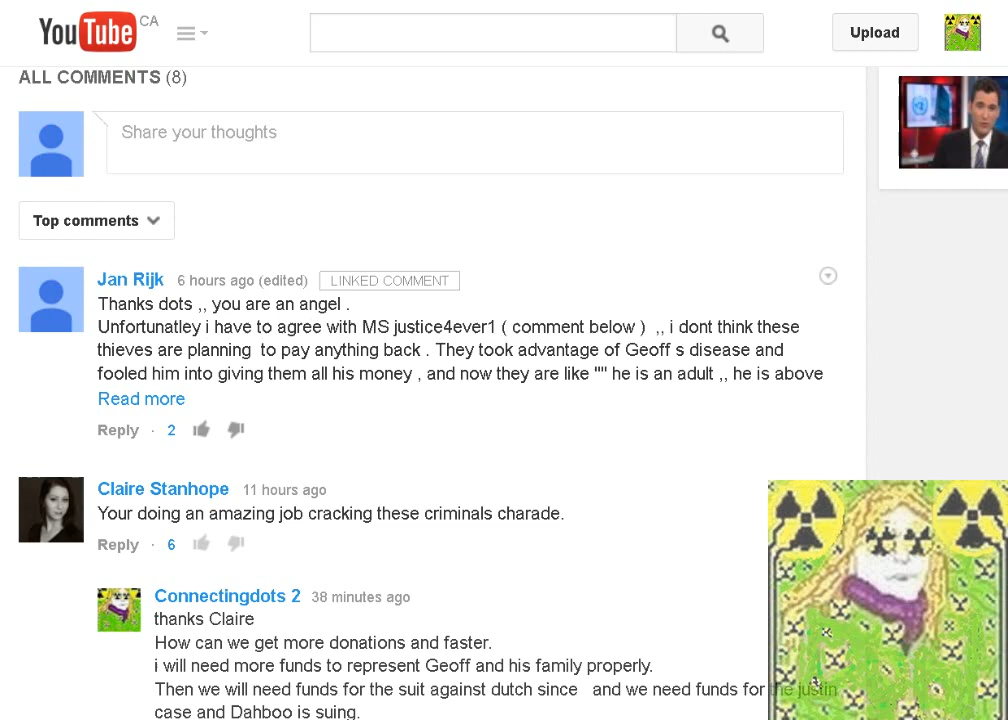 YouTube CA
Upload
ALL COMMENTS (8)
Share your thoughts
Top comments
Jan Rijk 6 hours ago (edited) LINKED COMMENT
Thanks dots ,, you are an angel .
Unfortunatley i have to agree with MS justice4ever1 ( comment below ) ,, i dont think these
thieves are planning to pay anything back . They took advantage of Geoff s disease and
fooled him into giving them all his money , and now they are like """ he is an adult ,, he is above
Read more
Reply · 2
Claire Stanhope 11 hours ago
Your doing an amazing job cracking these criminals charade.
Reply · 6
Connectingdots 2 38 minutes ago
thanks Claire
How can we get more donations and faster.
i will need more funds to represent Geoff and his family properly.
Then we will need funds for the suit against dutch since and we need funds for the justin
case and Dahboo is suing.